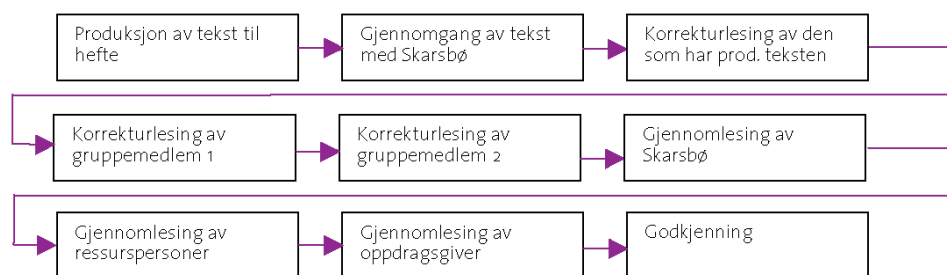 Produksjon av tekst til
hefte
Gjennomgang av tekst
med Skarsbø
Korrekturlesing av den
som har prod. teksten
Korrekturlesing av
gruppemedlem 1
Korrekturlesing av
gruppemedlem 2
Gjennomlesing av
Skarsbø
Gjennomlesing av
ressurspersoner
Gjennomlesing av
oppdragsgiver
Godkjenning